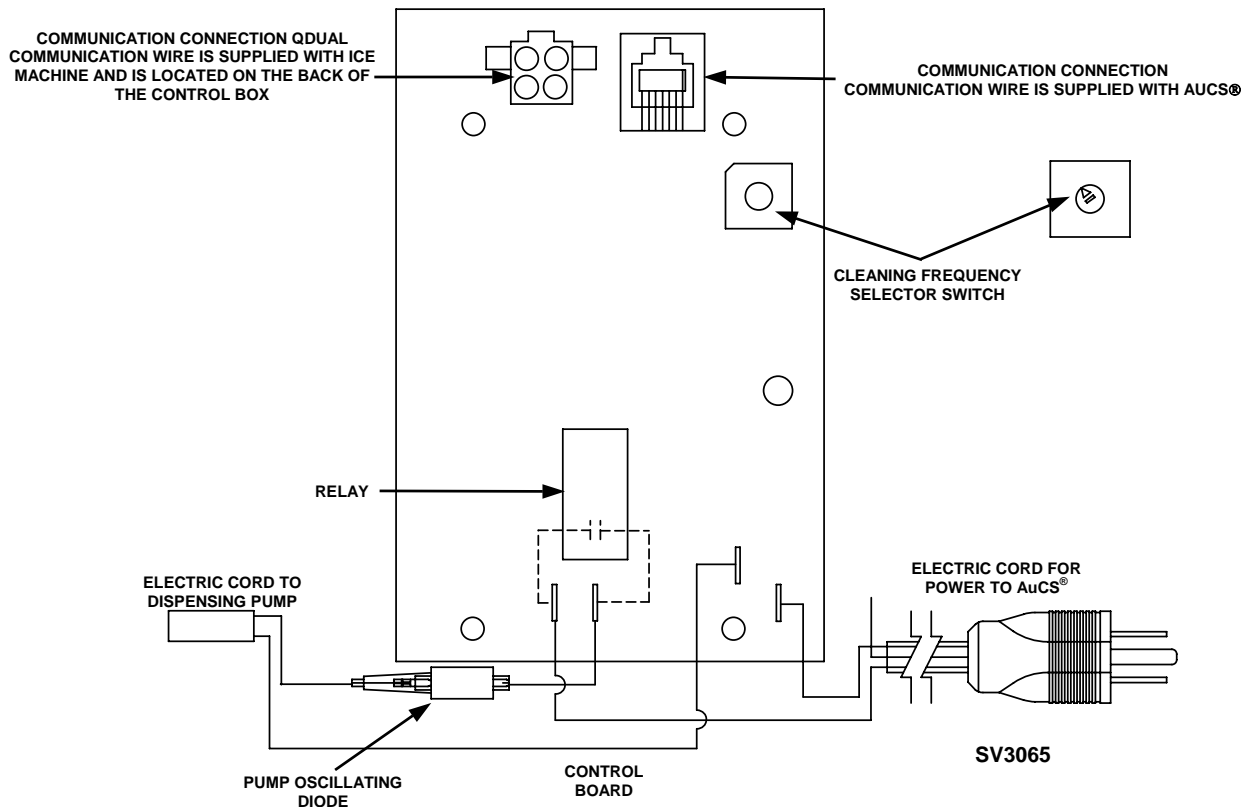 COMMUNICATION CONNECTION QDUAL
COMMUNICATION WIRE IS SUPPLIED WITH ICE
MACHINE AND IS LOCATED ON THE BACK OF
THE CONTROL BOX
COMMUNICATION CONNECTION
COMMUNICATION WIRE IS SUPPLIED WITH AUCS®
CLEANING FREQUENCY
SELECTOR SWITCH
RELAY
ELECTRIC CORD TO
DISPENSING PUMP
ELECTRIC CORD FOR
POWER TO AuCS®
PUMP OSCILLATING
DIODE
CONTROL
BOARD
SV3065